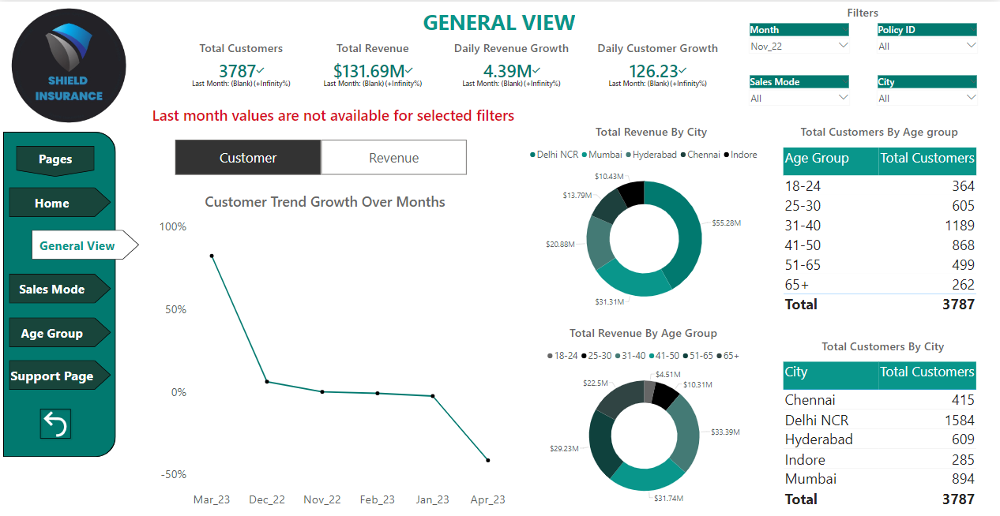 SHIELD
INSURANCE
GENERAL VIEW
Total Customers
3787
Last Month: (Blank) (+Infinity%)
Total Revenue
$131.69M
Last Month: (Blank) (+Infinity%)
Daily Revenue Growth
4.39M
Last Month: (Blank) (+Infinity%)
Daily Customer Growth
126.23
Last Month: (Blank) (+Infinity%)
Filters
Month
Nov_22
Policy ID
All
Sales Mode
All
City
All
Last month values are not available for selected filters
Pages
Home
General View
Sales Mode
Age Group
Support Page
Customer
Revenue
Customer Trend Growth Over Months
100%
50%
0%
-50%
Mar_23 Dec_22 Nov_22 Feb_23 Jan_23 Apr_23
Total Revenue By City
Delhi NCR Mumbai Hyderabad Chennai Indore
$10.43M
$13.79M
$55.28M
$20.88M
$31.31M
Total Revenue By Age Group
18-24 25-30 31-40 41-50 51-65 65+
$4.51M
$22.5M
$10.31M
$33.39M
$29.23M
$31.74M
Total Customers By Age group
Age Group Total Customers
18-24 364
25-30 605
31-40 1189
41-50 868
51-65 499
65+ 262
Total 3787
Total Customers By City
City Total Customers
Chennai 415
Delhi NCR 1584
Hyderabad 609
Indore 285
Mumbai 894
Total 3787